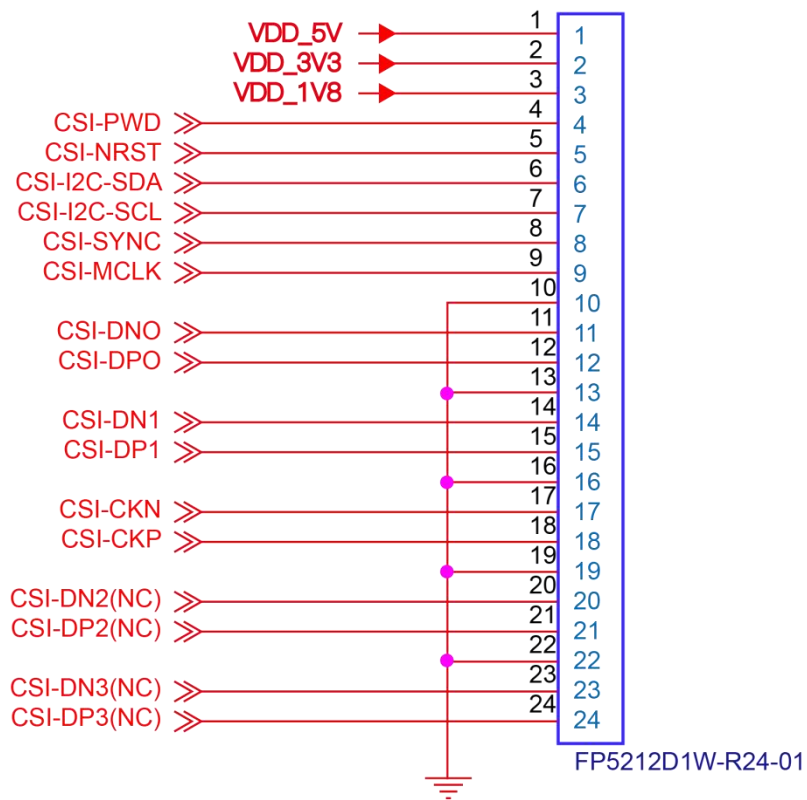 VDD_5V 1 1
VDD_3V3 2 2
VDD_1V8 3 3
CSI-PWD 4 4
CSI-NRST 5 5
CSI-I2C-SDA 6 6
CSI-I2C-SCL 7 7
CSI-SYNC 8 8
CSI-MCLK 9 9
10 10
CSI-DNO 11 11
CSI-DPO 12 12
13 13
CSI-DN1 14 14
CSI-DP1 15 15
16 16
CSI-CKN 17 17
CSI-CKP 18 18
19 19
CSI-DN2(NC) 20 20
CSI-DP2(NC) 21 21
22 22
CSI-DN3(NC) 23 23
CSI-DP3(NC) 24 24
FP5212D1W-R24-01